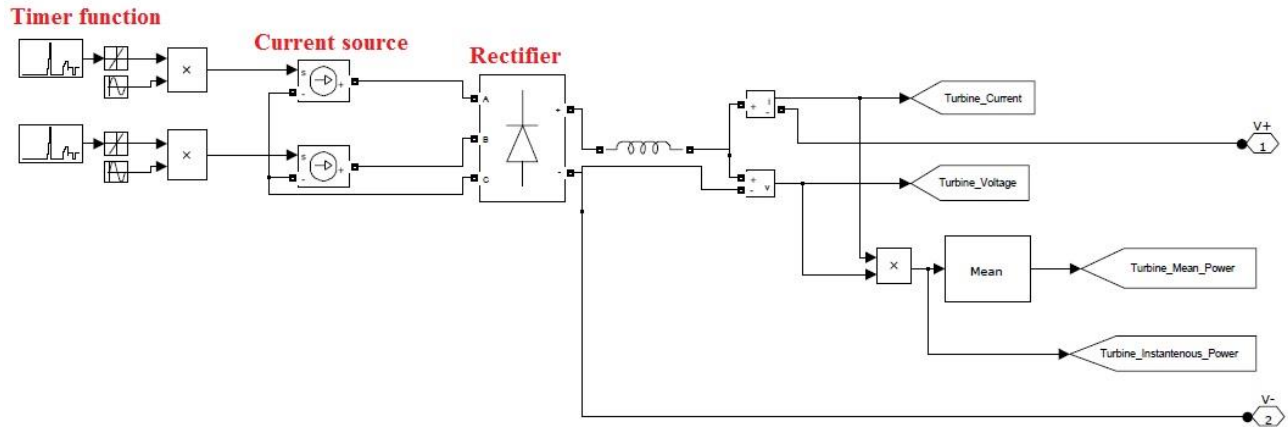 Timer function
Current source
Rectifier
×
s
+
-
A
B
C
+
-
×
s
+
-
+
i
-
+
v
-
Turbine_Current
V+
1
Turbine_Voltage
×
Mean
Turbine_Mean_Power
Turbine_Instantenous_Power
V-
2